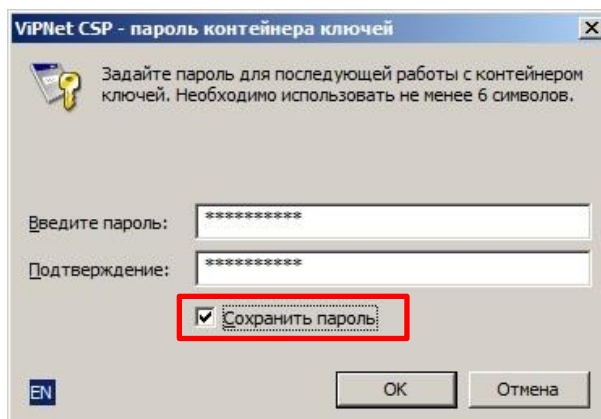 ViPNet CSP - пароль контейнера ключей
Задайте пароль для последующей работы с контейнером
ключей. Необходимо использовать не менее 6 символов.
Введите пароль: **********
Подтверждение: **********
Сохранить пароль
EN OK Отмена